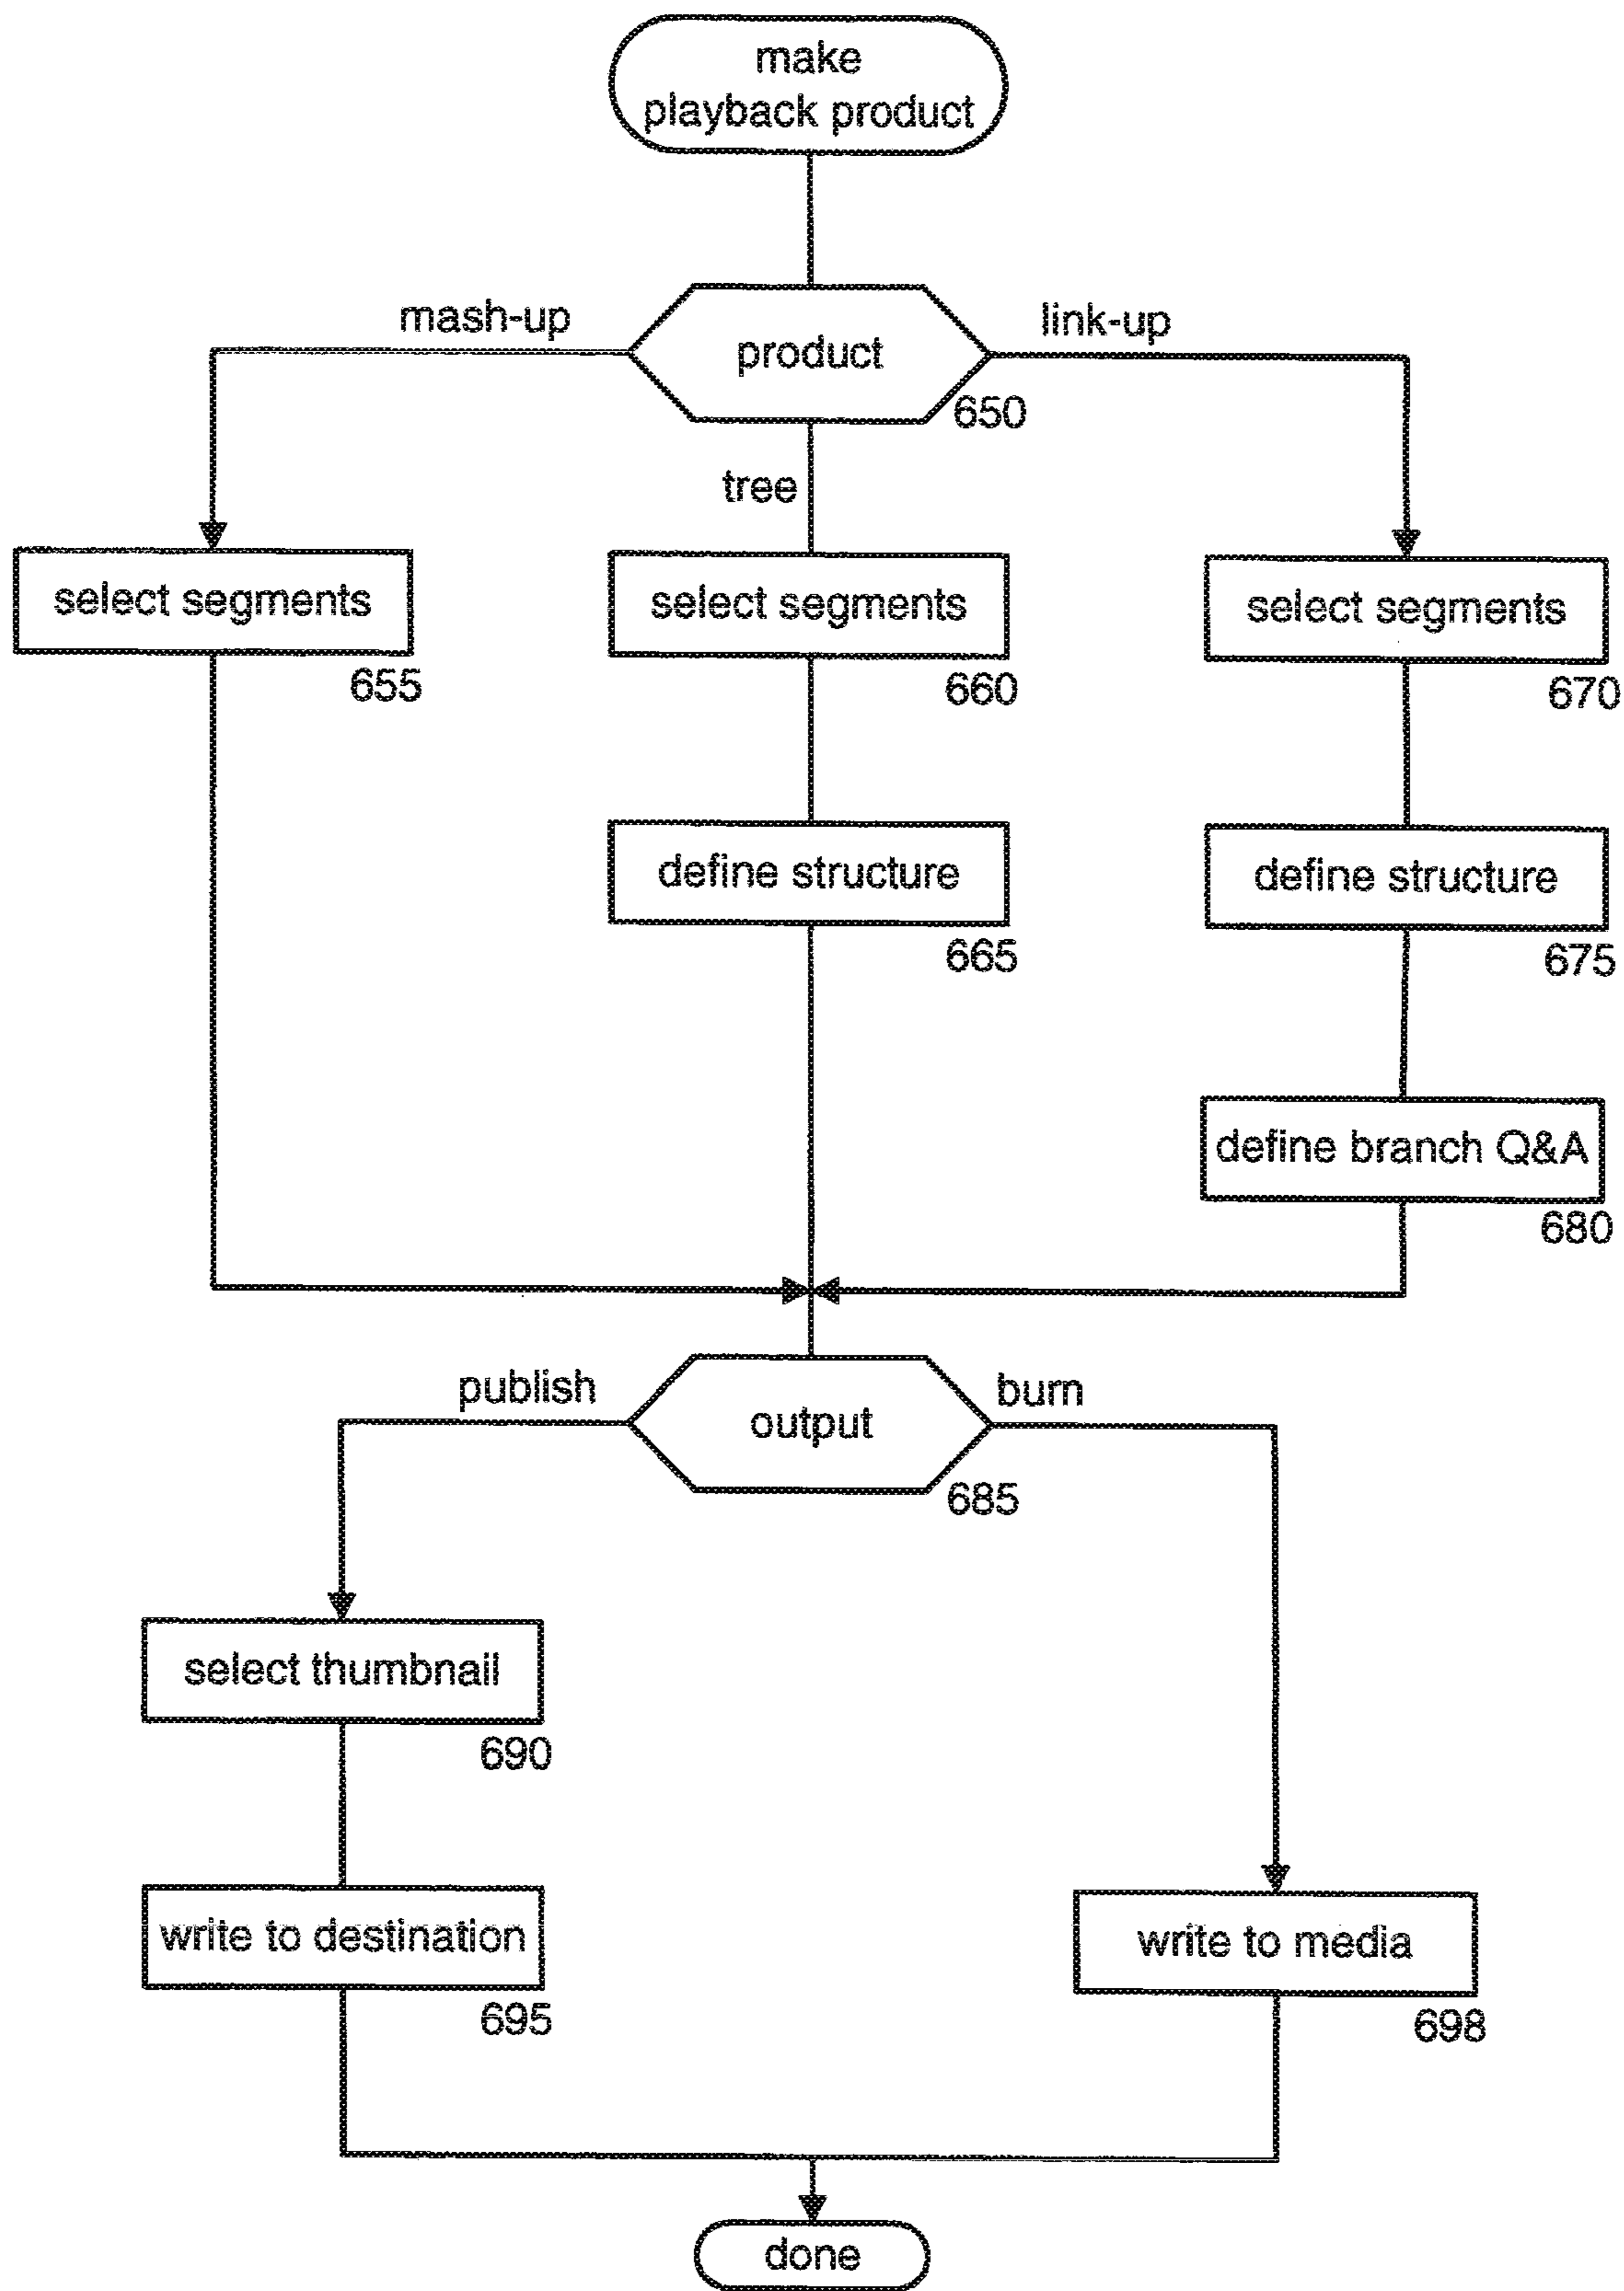 make
playback product
mash-up
link-up
product
650
tree
select segments
select segments
select segments
655
660
670
define structure
define structure
665
675
define branch Q&A
680
publish
burn
output
685
select thumbnail
690
write to destination
write to media
695
698
done